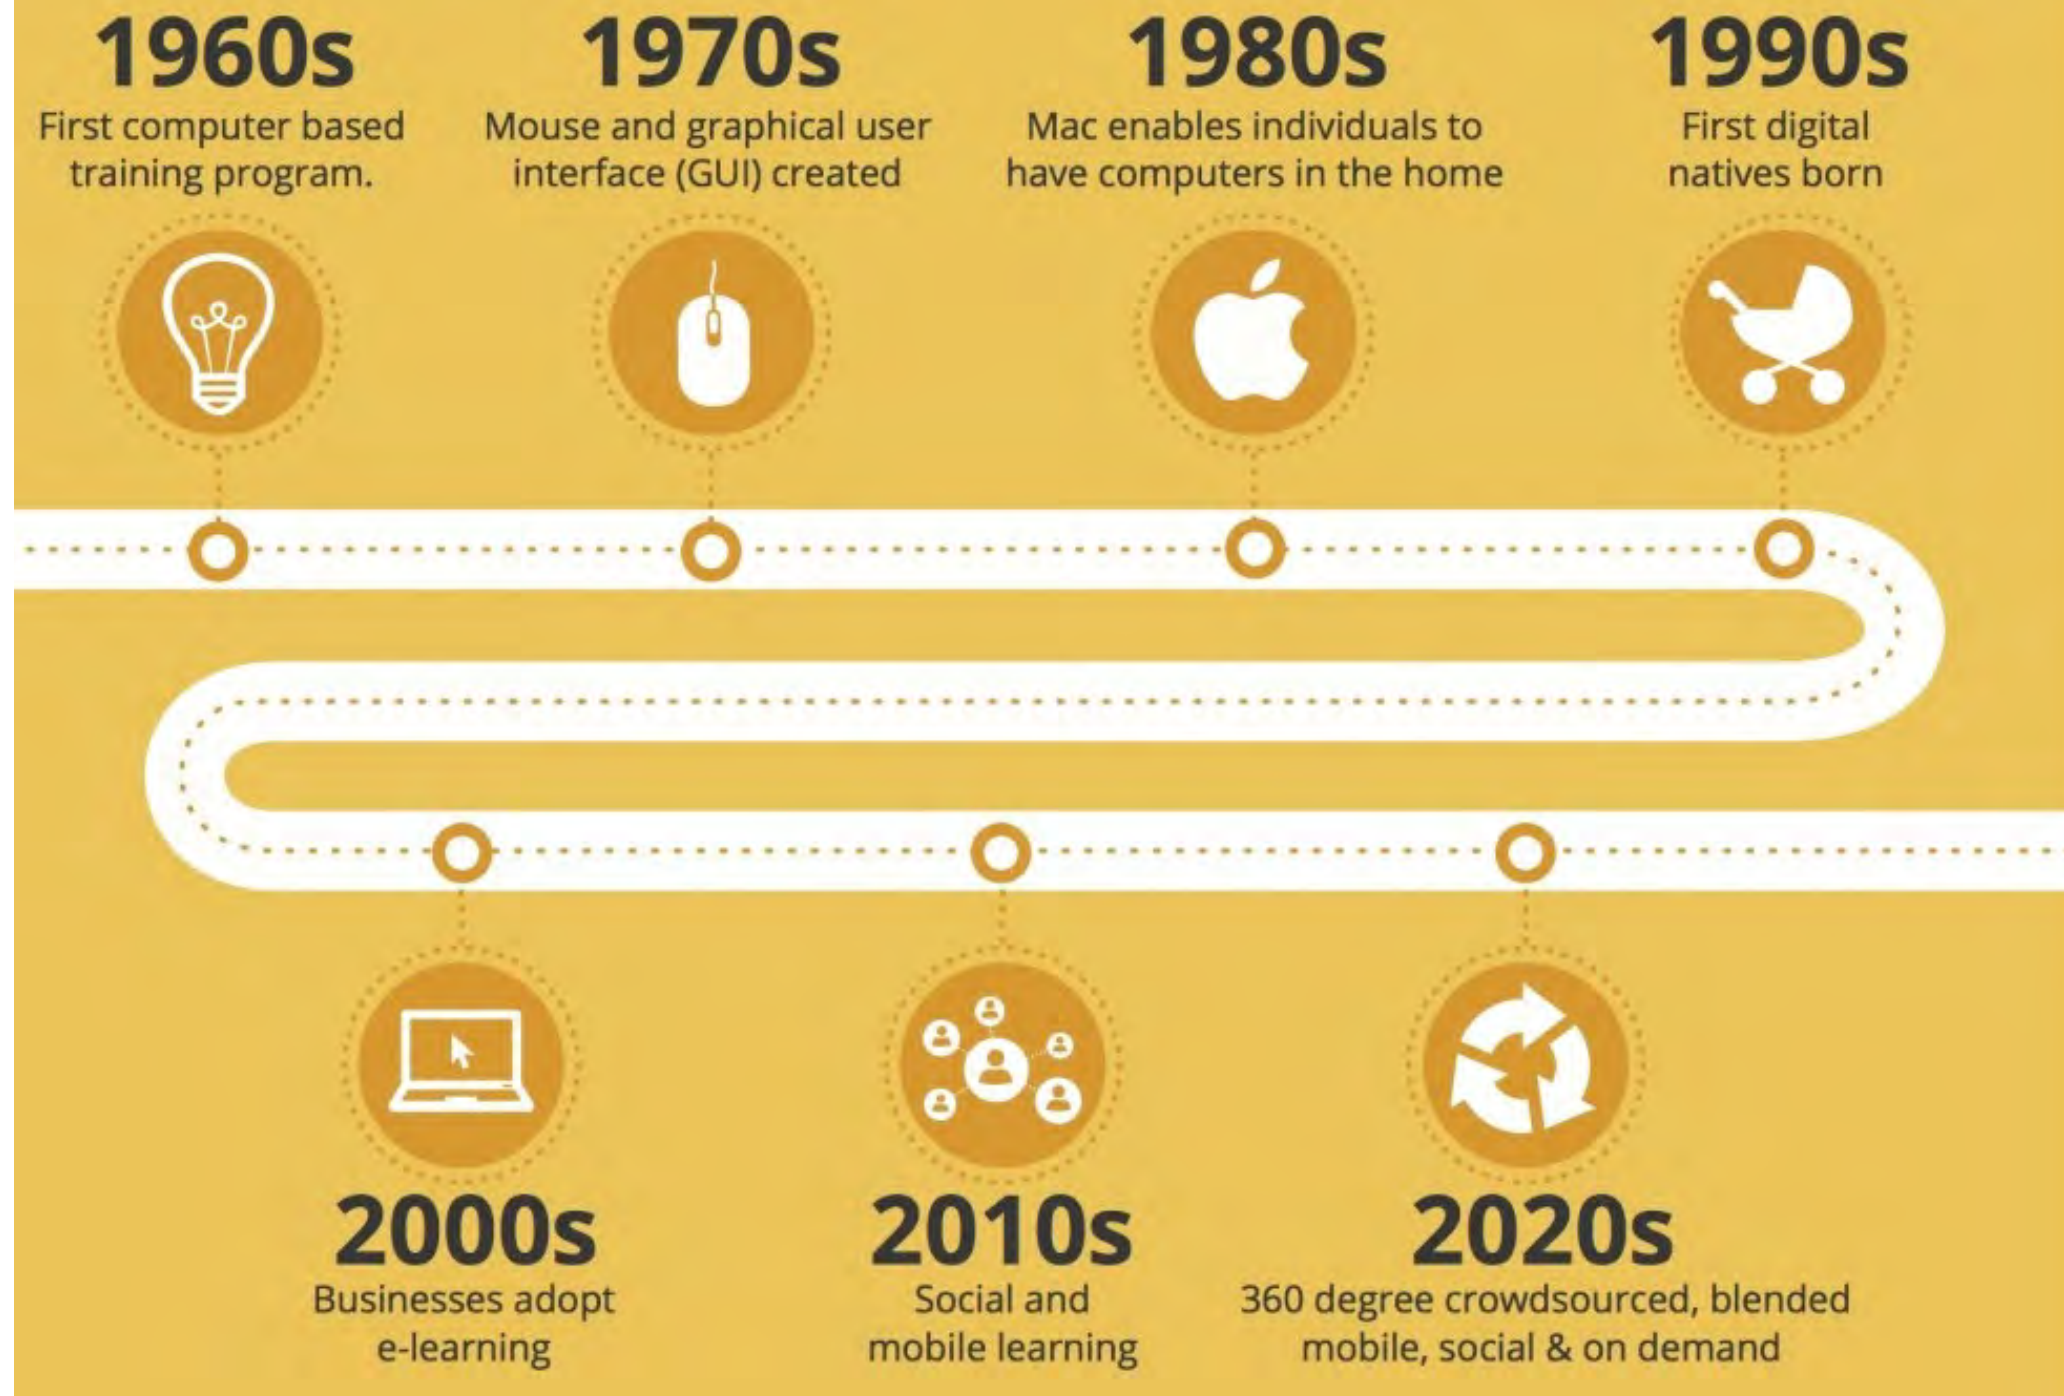 1960s
First computer based
training program.
1970s
Mouse and graphical user
interface (GUI) created
1980s
Mac enables individuals to
have computers in the home
1990s
First digital
natives born
2000s
Businesses adopt
e-learning
2010s
Social and
mobile learning
2020s
360 degree crowdsourced, blended
mobile, social & on demand